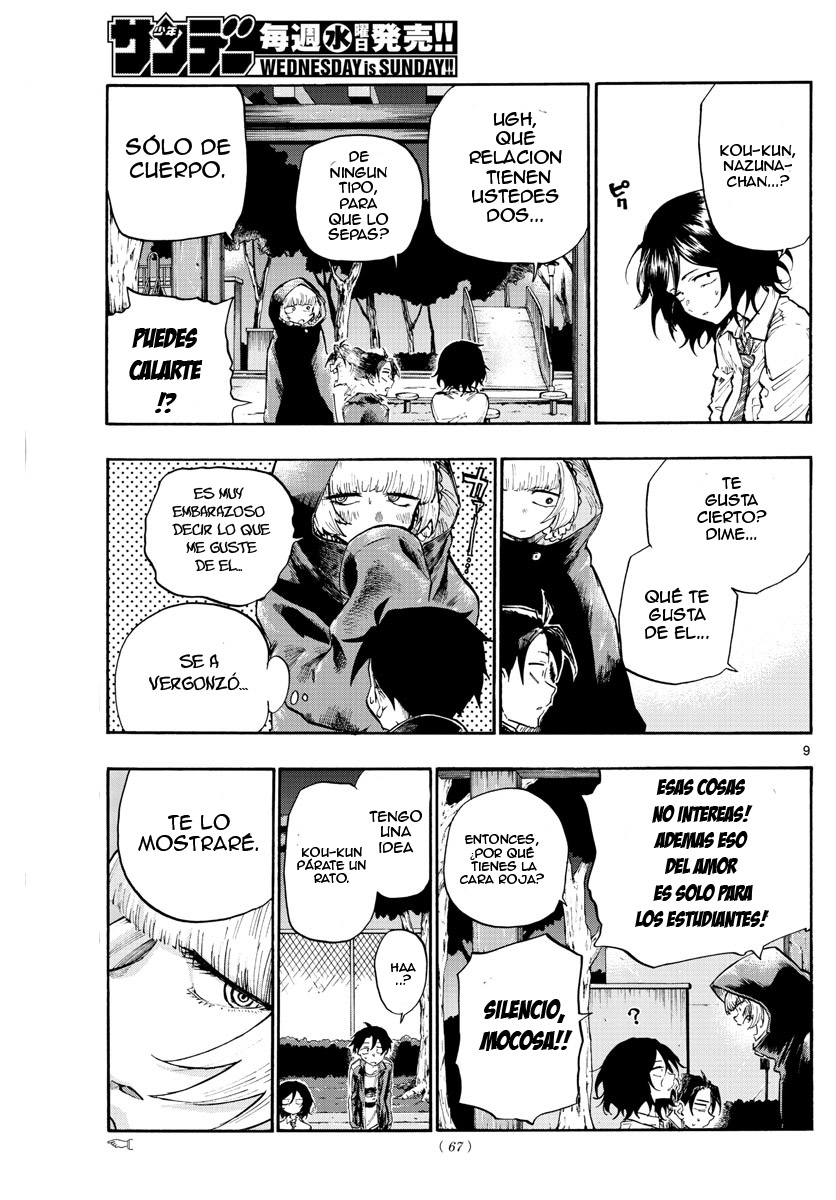 サンデー
少年
毎週水曜日発売!!
WEDNESDAY is SUNDAY!!
KOU-KUN,
NAZUNA-
CHAN...?
ピク
UGH,
QUE
RELACION
TIENEN
USTEDES
DOS...
DE
NINGUN
TIPO,
PARA
QUE LO
SEPAS?
SÓLO DE
CUERPO.
PUEDES
CALARTE
!?
TE
GUSTA
CIERTO?
DIME...
QUÉ TE
GUSTA
DE EL...
ES MUY
EMBARAZOSO
DECIR LO QUE
ME GUSTE
DE EL...
SE A
VERGONZÓ...
9
ESAS COSAS
NO INTEREAS!
ADEMAS ESO
DEL AMOR
ES SOLO PARA
LOS ESTUDIANTES!
ENTONCES,
¿POR QUÉ
TIENES LA
CARA ROJA?
SILENCIO,
MOCOSA!!
?
TENGO
UNA
IDEA
KOU-KUN
PÁRATE UN
RATO.
HAA
...?
TE LO
MOSTRARÉ.
( 67 )